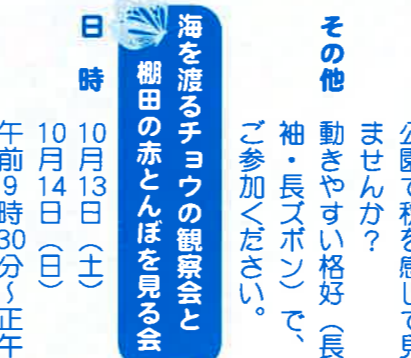 公園で秋を感じて見
ませんか?
その他 動きやすい格好(長
袖・長ズボン)で、
ご参加ください。
海を渡るチョウの観察会と
棚田の赤とんぼを見る会
日時 10月13日(土)
10月14日(日)
午前9時30分~正午